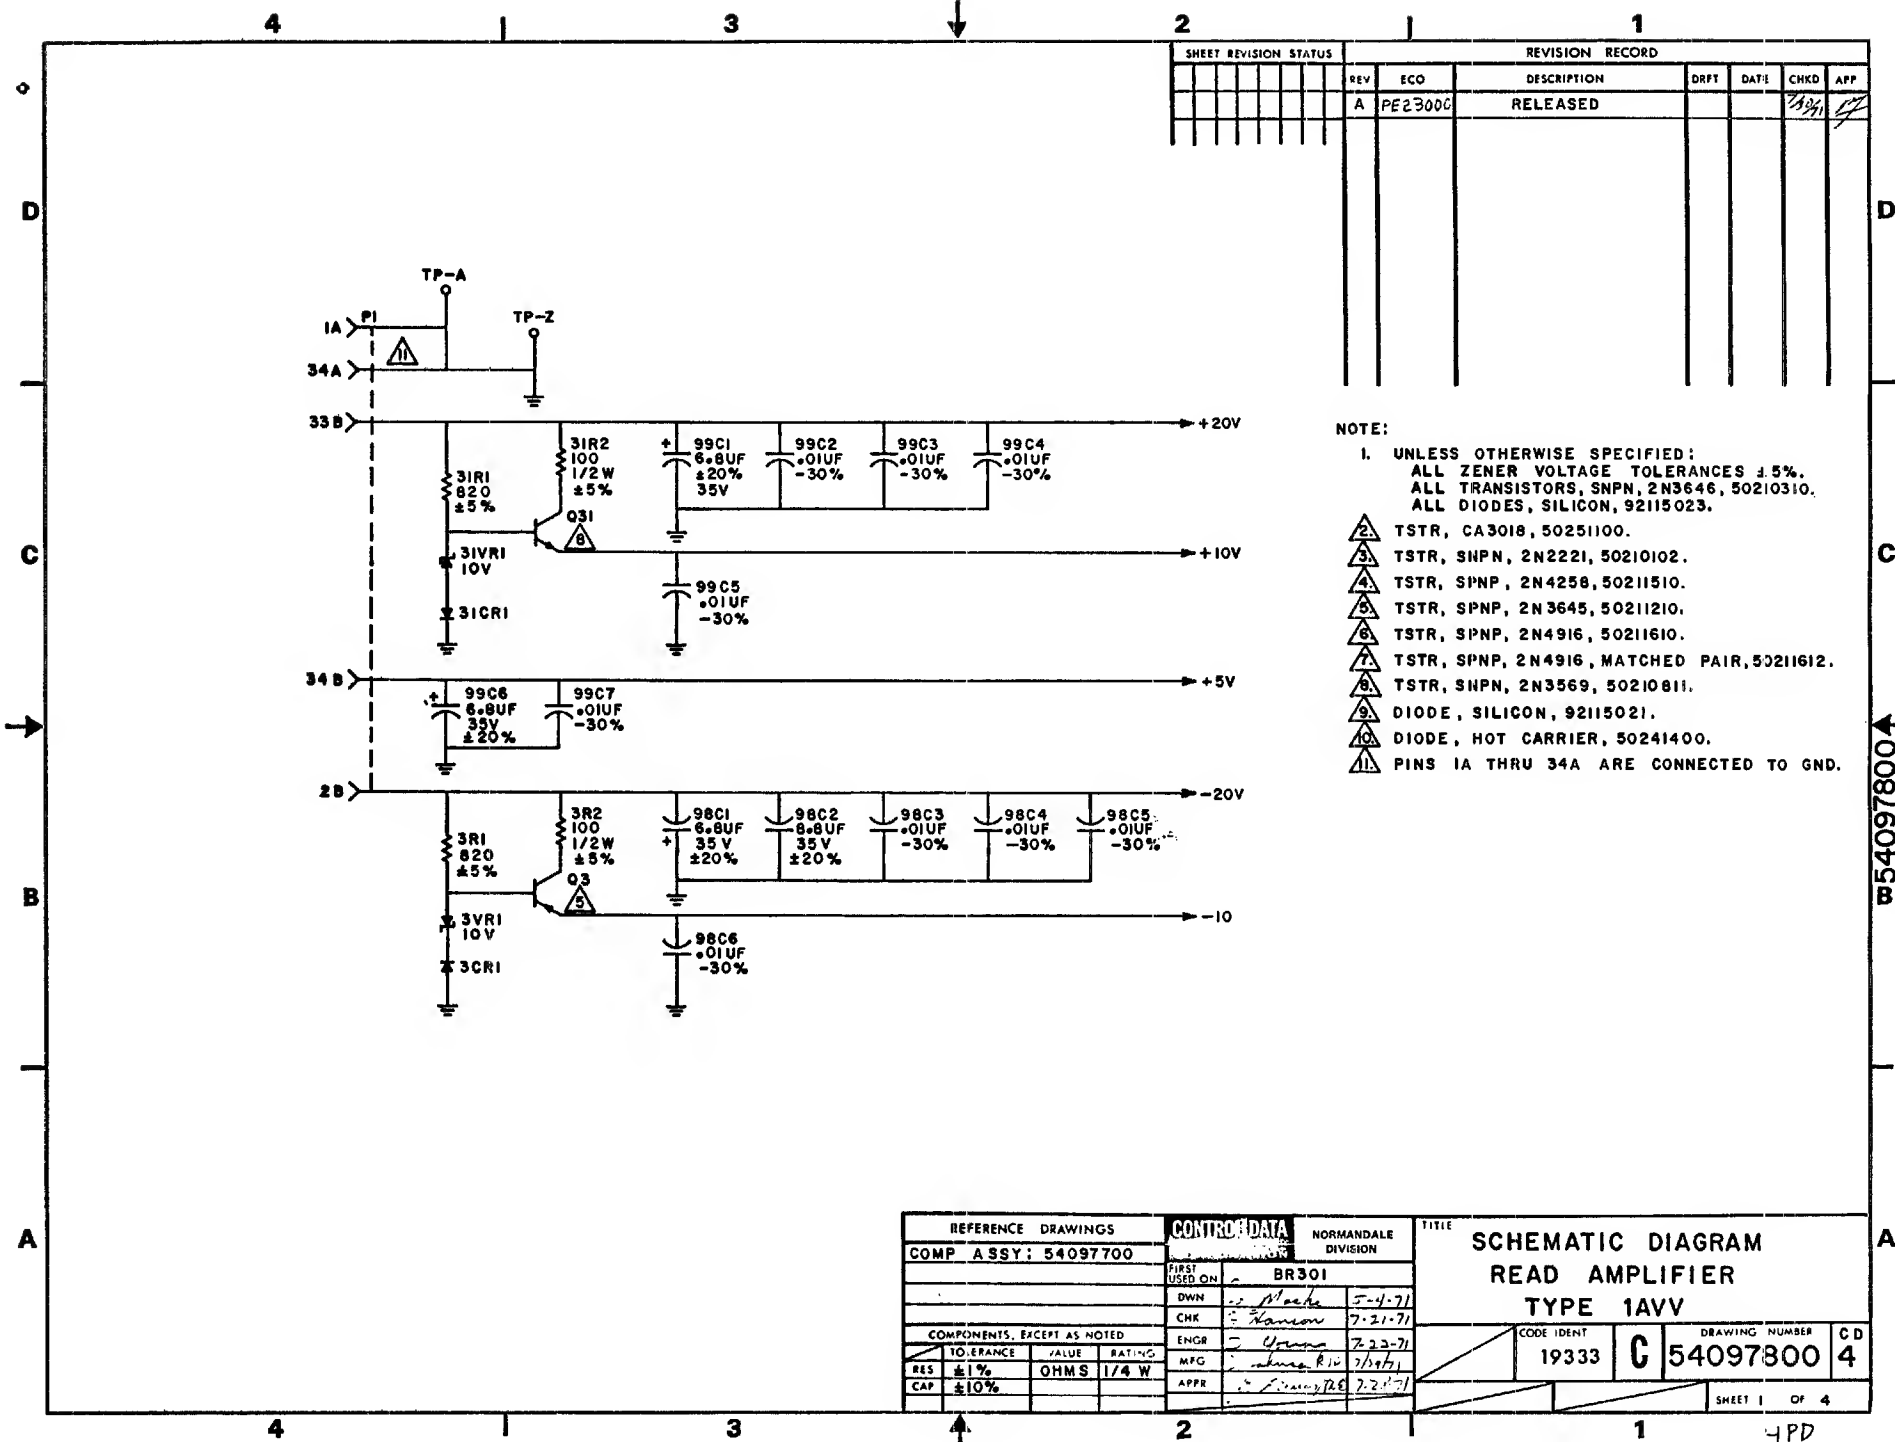 4 3 2 1
SHEET REVISION STATUS
REVISION RECORD
REV ECO DESCRIPTION DRFT DATE CHKD APP
A PE23000 RELEASED
D D
TP-A
1A P1
TP-Z
11
34A
33B +20V
31R1
820
±5%
31R2
100
1/2W
±5%
99C1
6.8UF
±20%
35V
+
99C2
.01UF
-30%
99C3
.01UF
-30%
99C4
.01UF
-30%
Q31
8
31VR1
10V
31CR1
+10V
99C5
.01UF
-30%
C C
34B +5V
+
99C6
6.8UF
35V
±20%
99C7
.01UF
-30%
2B -20V
3R1
820
±5%
3R2
100
1/2W
±5%
98C1
6.8UF
35V
±20%
+
98C2
6.8UF
35V
±20%
98C3
.01UF
-30%
98C4
.01UF
-30%
98C5
.01UF
-30%
Q3
5
3VR1
10V
3CR1
-10
98C6
.01UF
-30%
B B
NOTE:
1. UNLESS OTHERWISE SPECIFIED:
ALL ZENER VOLTAGE TOLERANCES ±5%.
ALL TRANSISTORS, SNPN, 2N3646, 50210310.
ALL DIODES, SILICON, 92115023.
2. TSTR, CA3018, 50251100.
3. TSTR, SNPN, 2N2221, 50210102.
4. TSTR, SPNP, 2N4258, 50211510.
5. TSTR, SPNP, 2N3645, 50211210.
6. TSTR, SPNP, 2N4916, 50211610.
7. TSTR, SPNP, 2N4916, MATCHED PAIR, 50211612.
8. TSTR, SNPN, 2N3569, 50210811.
9. DIODE, SILICON, 92115021.
10. DIODE, HOT CARRIER, 50241400.
11. PINS 1A THRU 34A ARE CONNECTED TO GND.
54097800
A A
REFERENCE DRAWINGS
COMP ASSY: 54097700
COMPONENTS, EXCEPT AS NOTED
TOLERANCE VALUE RATING
RES ±1% OHMS 1/4 W
CAP ±10%
CONTROL DATA
NORMANDALE
DIVISION
FIRST
USED ON BR301
DWN 5-4-71
CHK Hanson 7-21-71
ENGR 7-22-71
MFG
APPR
TITLE
SCHEMATIC DIAGRAM
READ AMPLIFIER
TYPE 1AVV
CODE IDENT
19333
C
DRAWING NUMBER
54097800
CD
4
SHEET 1 OF 4
4 3 2 1
4PD